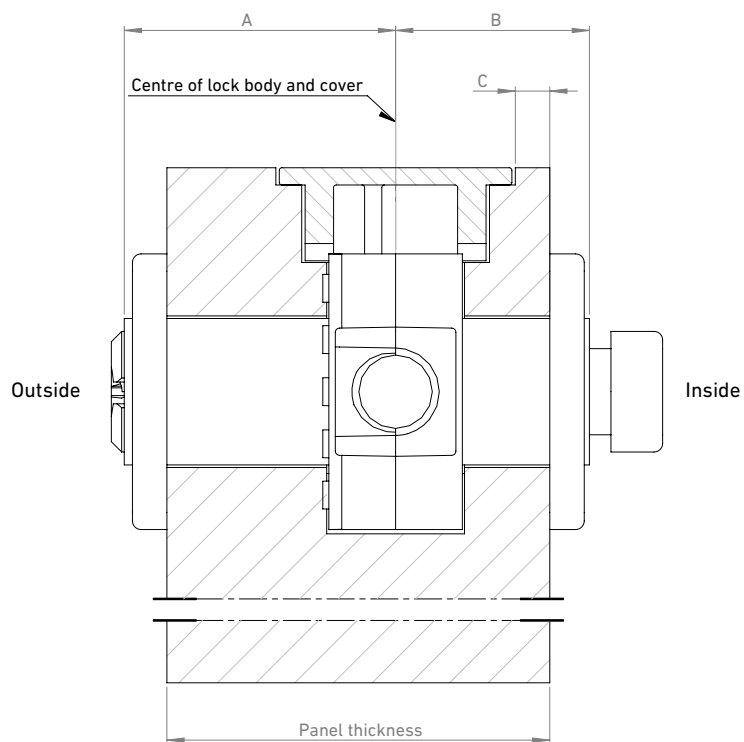 A
B
Centre of lock body and cover
C
Outside
Inside
Panel thickness